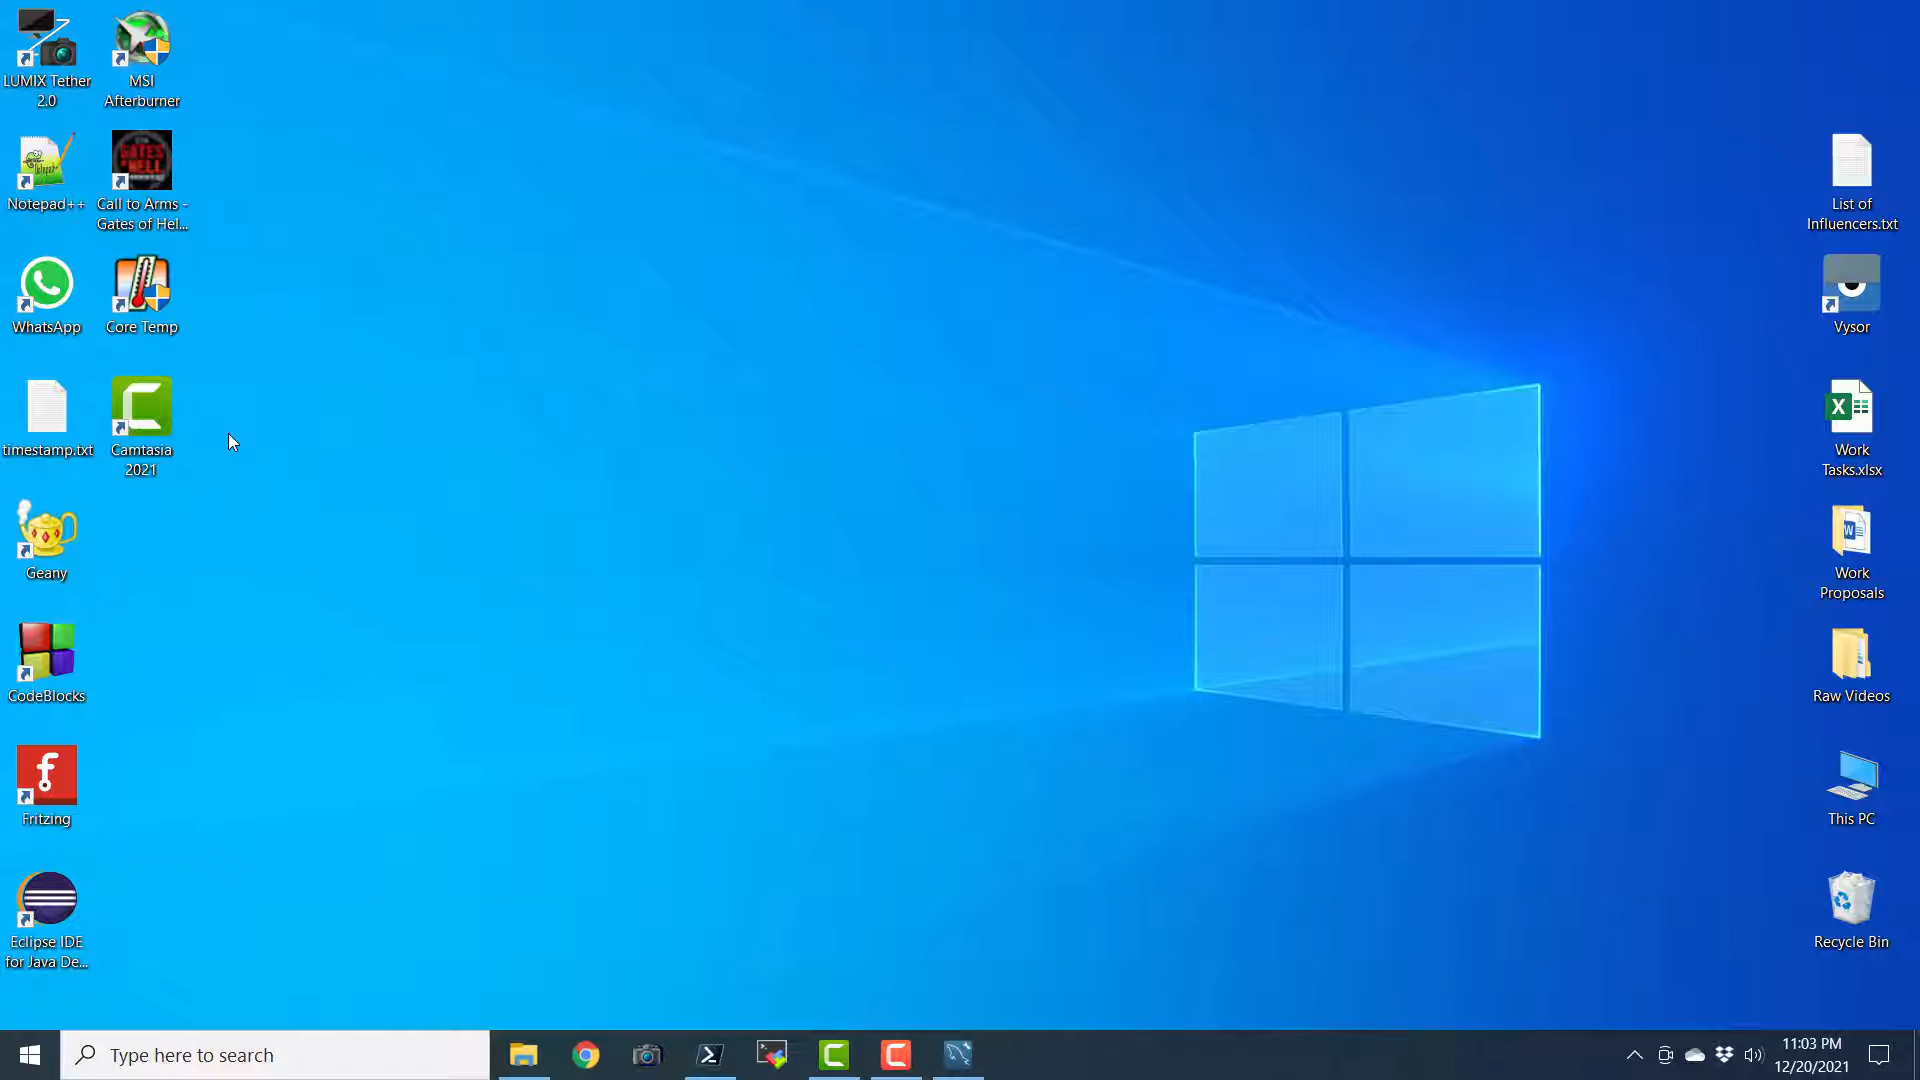 LUMIX Tether
2.0
MSI
Afterburner
Notepad++
GATES
HELL
Call to Arms -
Gates of Hel...
WhatsApp
Core Temp
timestamp.txt
Camtasia
2021
Geany
CodeBlocks
Fritzing
Eclipse IDE
for Java De...
List of
Influencers.txt
Vysor
Work
Tasks.xlsx
Work
Proposals
Raw Videos
This PC
Recycle Bin
Type here to search
11:03 PM
12/20/2021